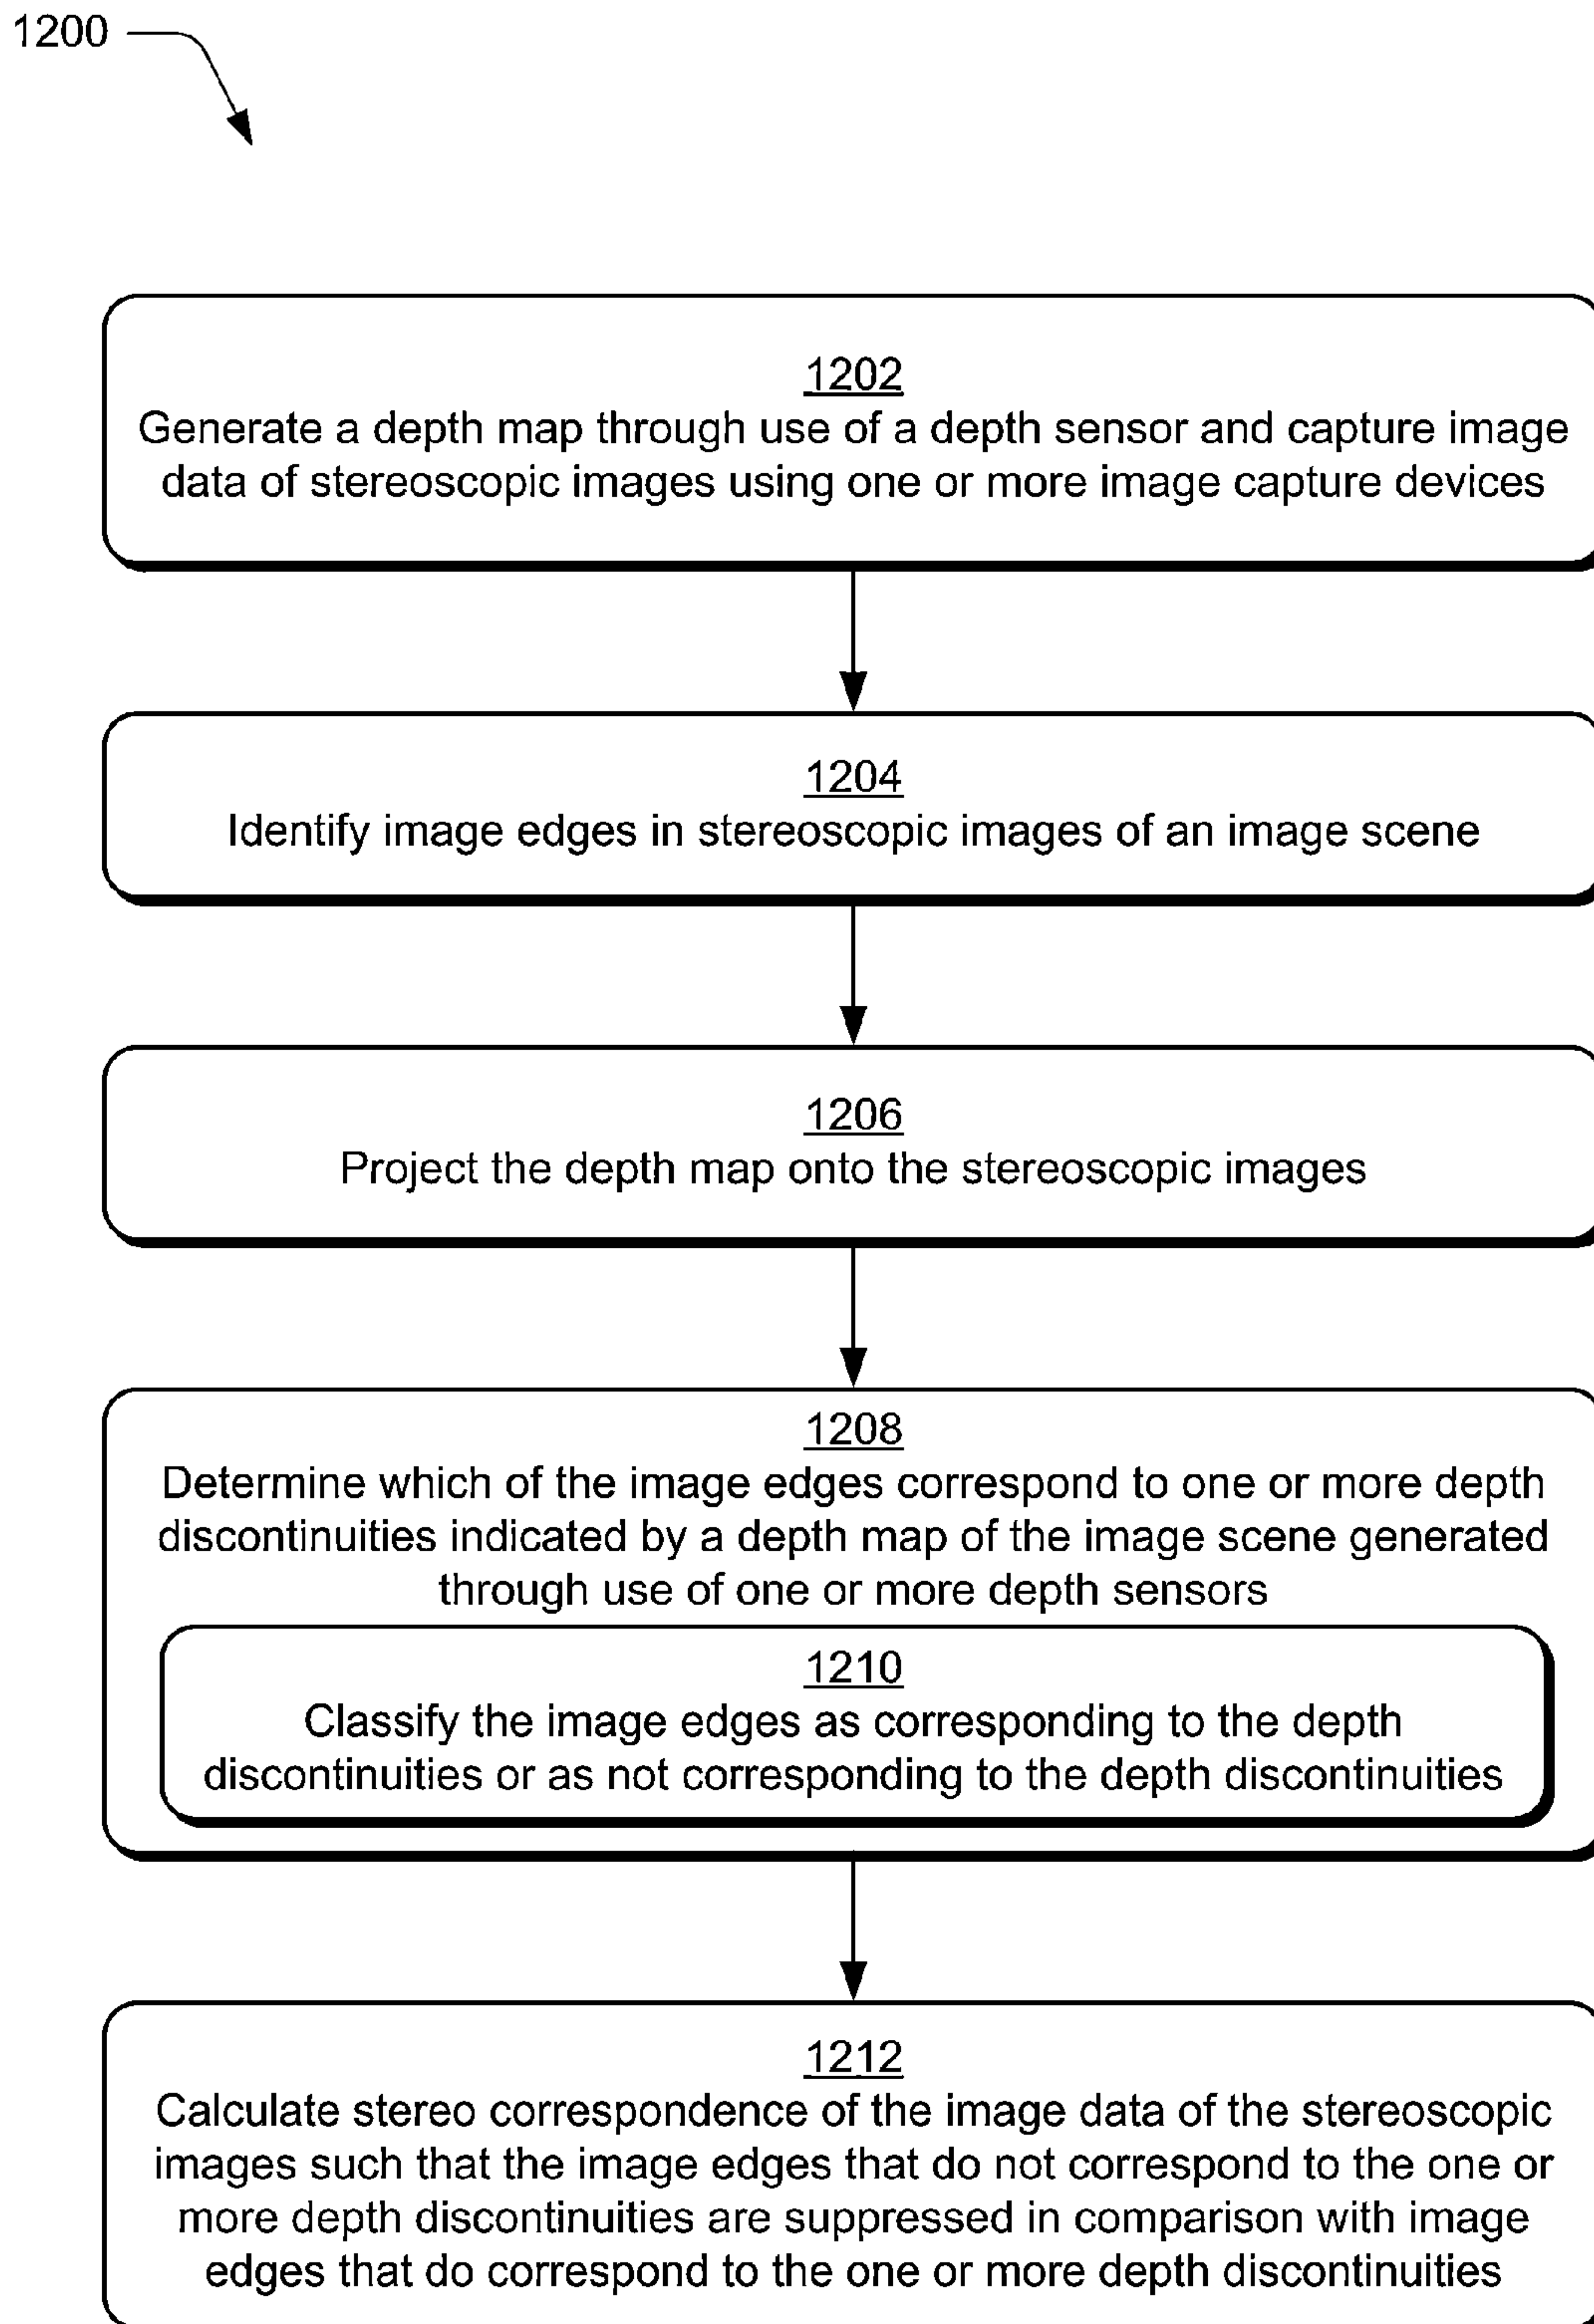 1200
1202
Generate a depth map through use of a depth sensor and capture image
data of stereoscopic images using one or more image capture devices
1204
Identify image edges in stereoscopic images of an image scene
1206
Project the depth map onto the stereoscopic images
1208
Determine which of the image edges correspond to one or more depth
discontinuities indicated by a depth map of the image scene generated
through use of one or more depth sensors
1210
Classify the image edges as corresponding to the depth
discontinuities or as not corresponding to the depth discontinuities
1212
Calculate stereo correspondence of the image data of the stereoscopic
images such that the image edges that do not correspond to the one or
more depth discontinuities are suppressed in comparison with image
edges that do correspond to the one or more depth discontinuities